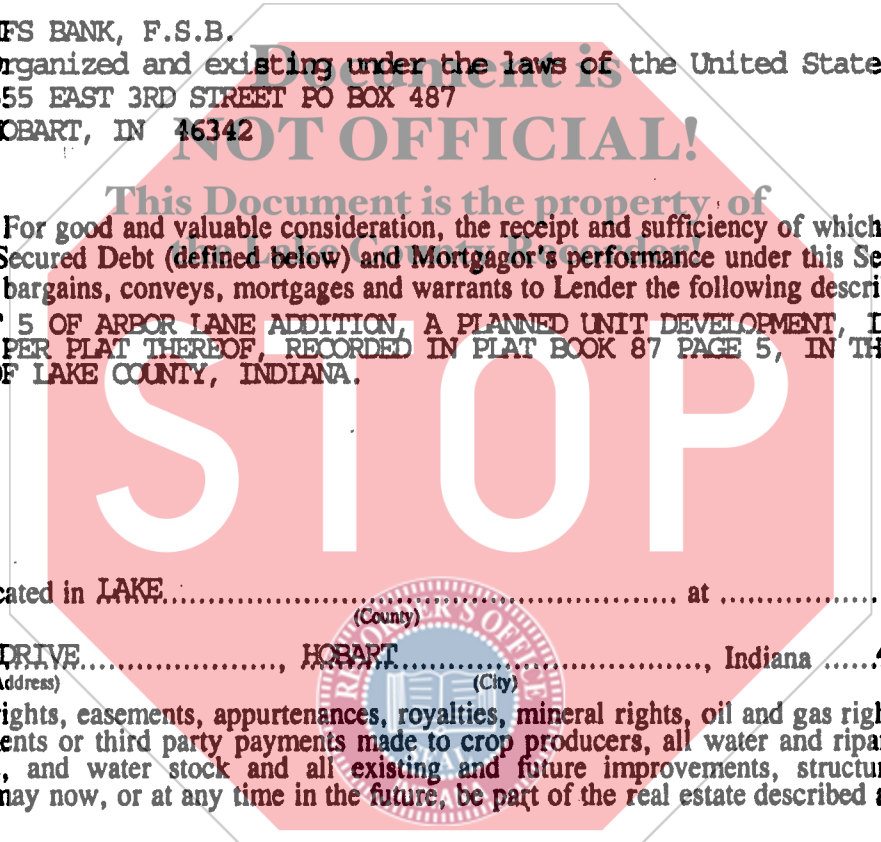 FS BANK, F.S.B.
rganized and existing under the laws of the United State
55 EAST 3RD STREET PO BOX 487
OBART, IN 46342
Document is
NOT OFFICIAL!
This Document is the property of
the Lake County Recorder!
For good and valuable consideration, the receipt and sufficiency of which
Secured Debt (defined below) and Mortgagor's performance under this Se
bargains, conveys, mortgages and warrants to Lender the following descri
5 OF ARBOR LANE ADDITION, A PLANNED UNIT DEVELOPMENT, I
PER PLAT THEREOF, RECORDED IN PLAT BOOK 87 PAGE 5, IN TH
F LAKE COUNTY, INDIANA.
STOP
cated in LAKE.................................................... at ..................
(County)
DRIVE...................., HOBART..............................., Indiana ......4
Address) (City)
ights, easements, appurtenances, royalties, mineral rights, oil and gas righ
ents or third party payments made to crop producers, all water and ripar
, and water stock and all existing and future improvements, structur
may now, or at any time in the future, be part of the real estate described a
RECORDER'S OFFICE